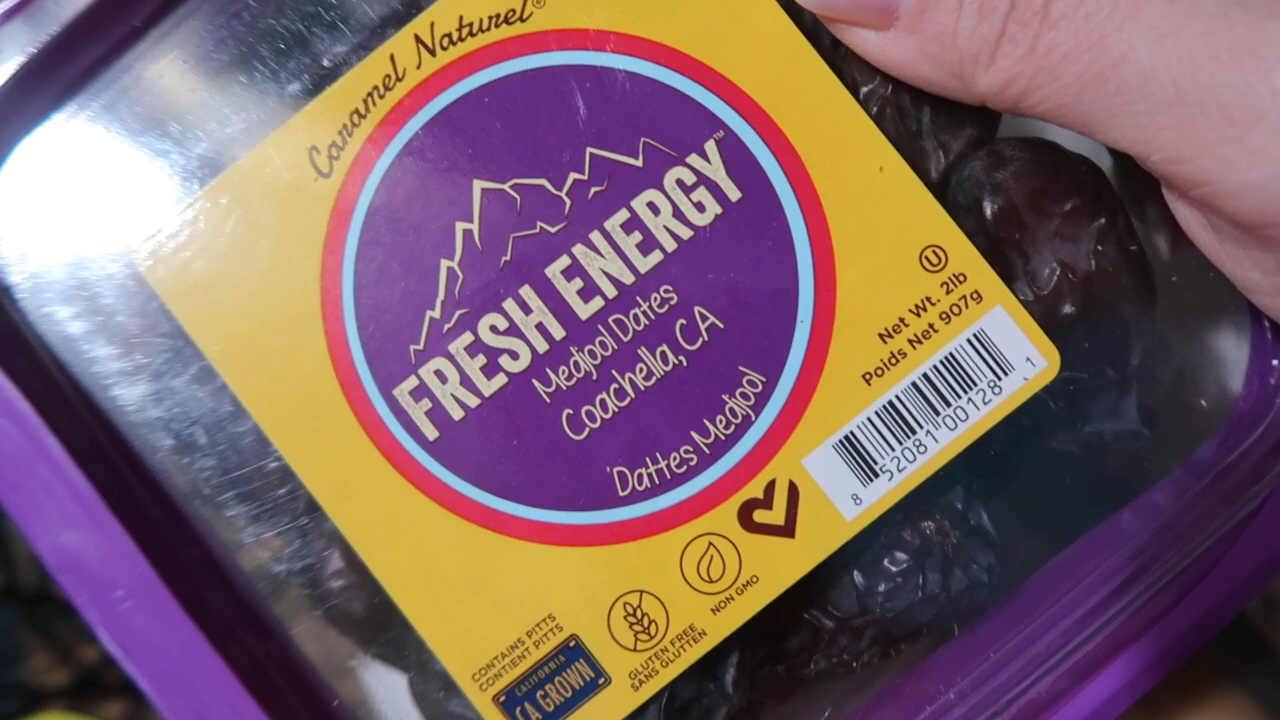 Caramel Naturel®
FRESH ENERGY™
Medjool Dates
Coachella, CA
'Dattes Medjool
U
Net Wt. 2lb
Poids Net 907g
8 52081 00128 1
NON GMO
GLUTEN FREE
SANS GLUTTEN
CONTAINS PITTS
CONTIENT PITTS
CALIFORNIA
CA GROWN